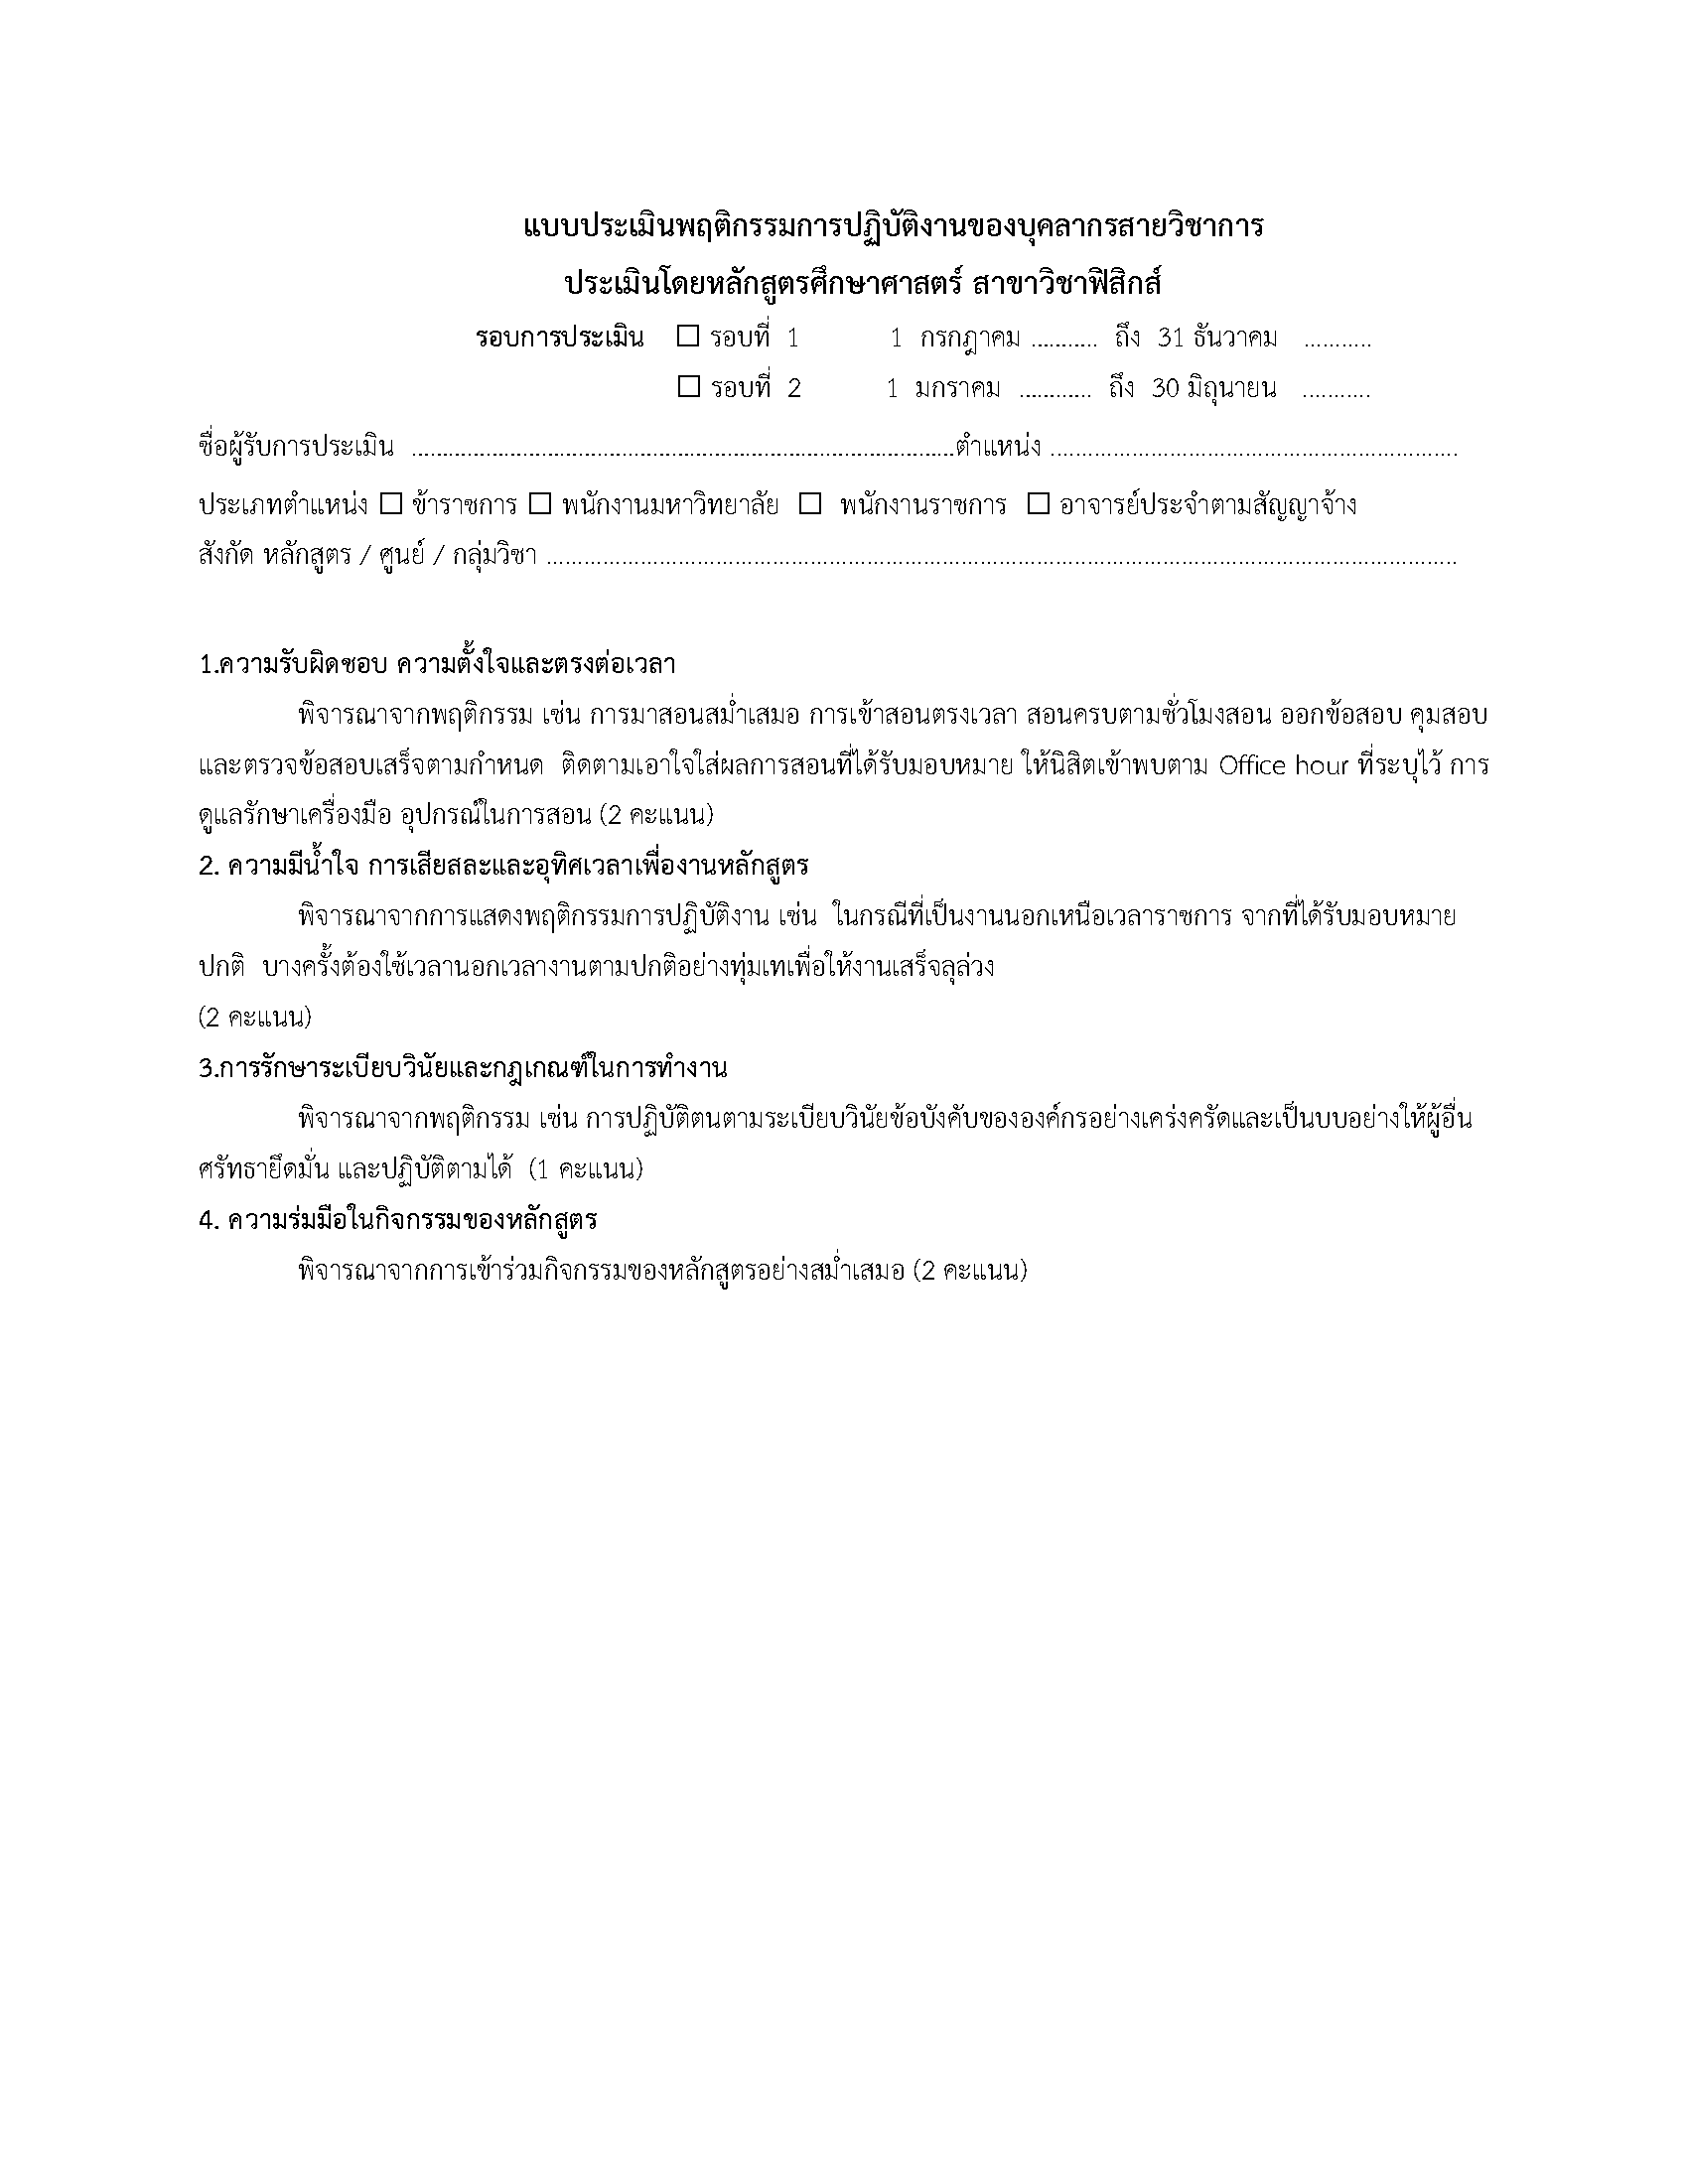 แบบประเมินพฤติกรรมการปฏิบัติงานของบุคลากรสายวิชาการ
ประเมินโดยหลักสูตรศึกษาศาสตร์ สาขาวิชาฟิสิกส์
รอบการประเมิน ☐ รอบที่ 1 1 กรกฎาคม ........... ถึง 31 ธันวาคม ...........
☐ รอบที่ 2 1 มกราคม ............ ถึง 30 มิถุนายน ...........
ชื่อผู้รับการประเมิน ........................................................................................ตำแหน่ง .................................................................
ประเภทตำแหน่ง ☐ ข้าราชการ ☐ พนักงานมหาวิทยาลัย ☐ พนักงานราชการ ☐ อาจารย์ประจำตามสัญญาจ้าง
สังกัด หลักสูตร / ศูนย์ / กลุ่มวิชา ..................................................................................................................................................
1.ความรับผิดชอบ ความตั้งใจและตรงต่อเวลา
พิจารณาจากพฤติกรรม เช่น การมาสอนสม่ำเสมอ การเข้าสอนตรงเวลา สอนครบตามชั่วโมงสอน ออกข้อสอบ คุมสอบ
และตรวจข้อสอบเสร็จตามกำหนด ติดตามเอาใจใส่ผลการสอนที่ได้รับมอบหมาย ให้นิสิตเข้าพบตาม Office hour ที่ระบุไว้ การ
ดูแลรักษาเครื่องมือ อุปกรณ์ในการสอน (2 คะแนน)
2. ความมีน้ำใจ การเสียสละและอุทิศเวลาเพื่องานหลักสูตร
พิจารณาจากการแสดงพฤติกรรมการปฏิบัติงาน เช่น ในกรณีที่เป็นงานนอกเหนือเวลาราชการ จากที่ได้รับมอบหมาย
ปกติ บางครั้งต้องใช้เวลานอกเวลางานตามปกติอย่างทุ่มเทเพื่อให้งานเสร็จลุล่วง
(2 คะแนน)
3.การรักษาระเบียบวินัยและกฎเกณฑ์ในการทำงาน
พิจารณาจากพฤติกรรม เช่น การปฏิบัติตนตามระเบียบวินัยข้อบังคับขององค์กรอย่างเคร่งครัดและเป็นบบอย่างให้ผู้อื่น
ศรัทธายึดมั่น และปฏิบัติตามได้ (1 คะแนน)
4. ความร่มมือในกิจกรรมของหลักสูตร
พิจารณาจากการเข้าร่วมกิจกรรมของหลักสูตรอย่างสม่ำเสมอ (2 คะแนน)